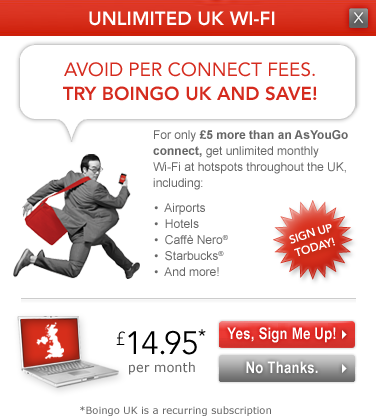 UNLIMITED UK WI-FI
X
AVOID PER CONNECT FEES.
TRY BOINGO UK AND SAVE!
For only £5 more than an AsYouGo
connect, get unlimited monthly
Wi-Fi at hotspots throughout the UK,
including:
• Airports
• Hotels
• Caffè Nero®
• Starbucks®
• And more!
SIGN UP
TODAY!
£14.95*
per month
Yes, Sign Me Up!
No Thanks.
*Boingo UK is a recurring subscription